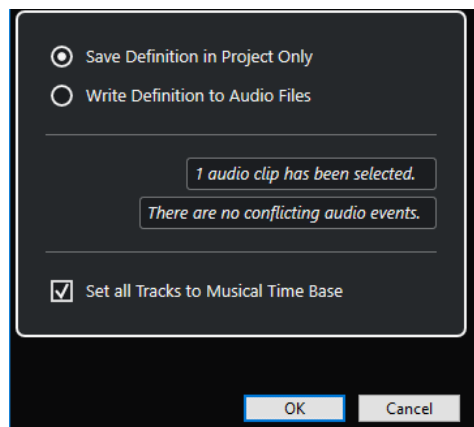 Save Definition in Project Only
Write Definition to Audio Files
1 audio clip has been selected.
There are no conflicting audio events.
Set all Tracks to Musical Time Base
OK
Cancel